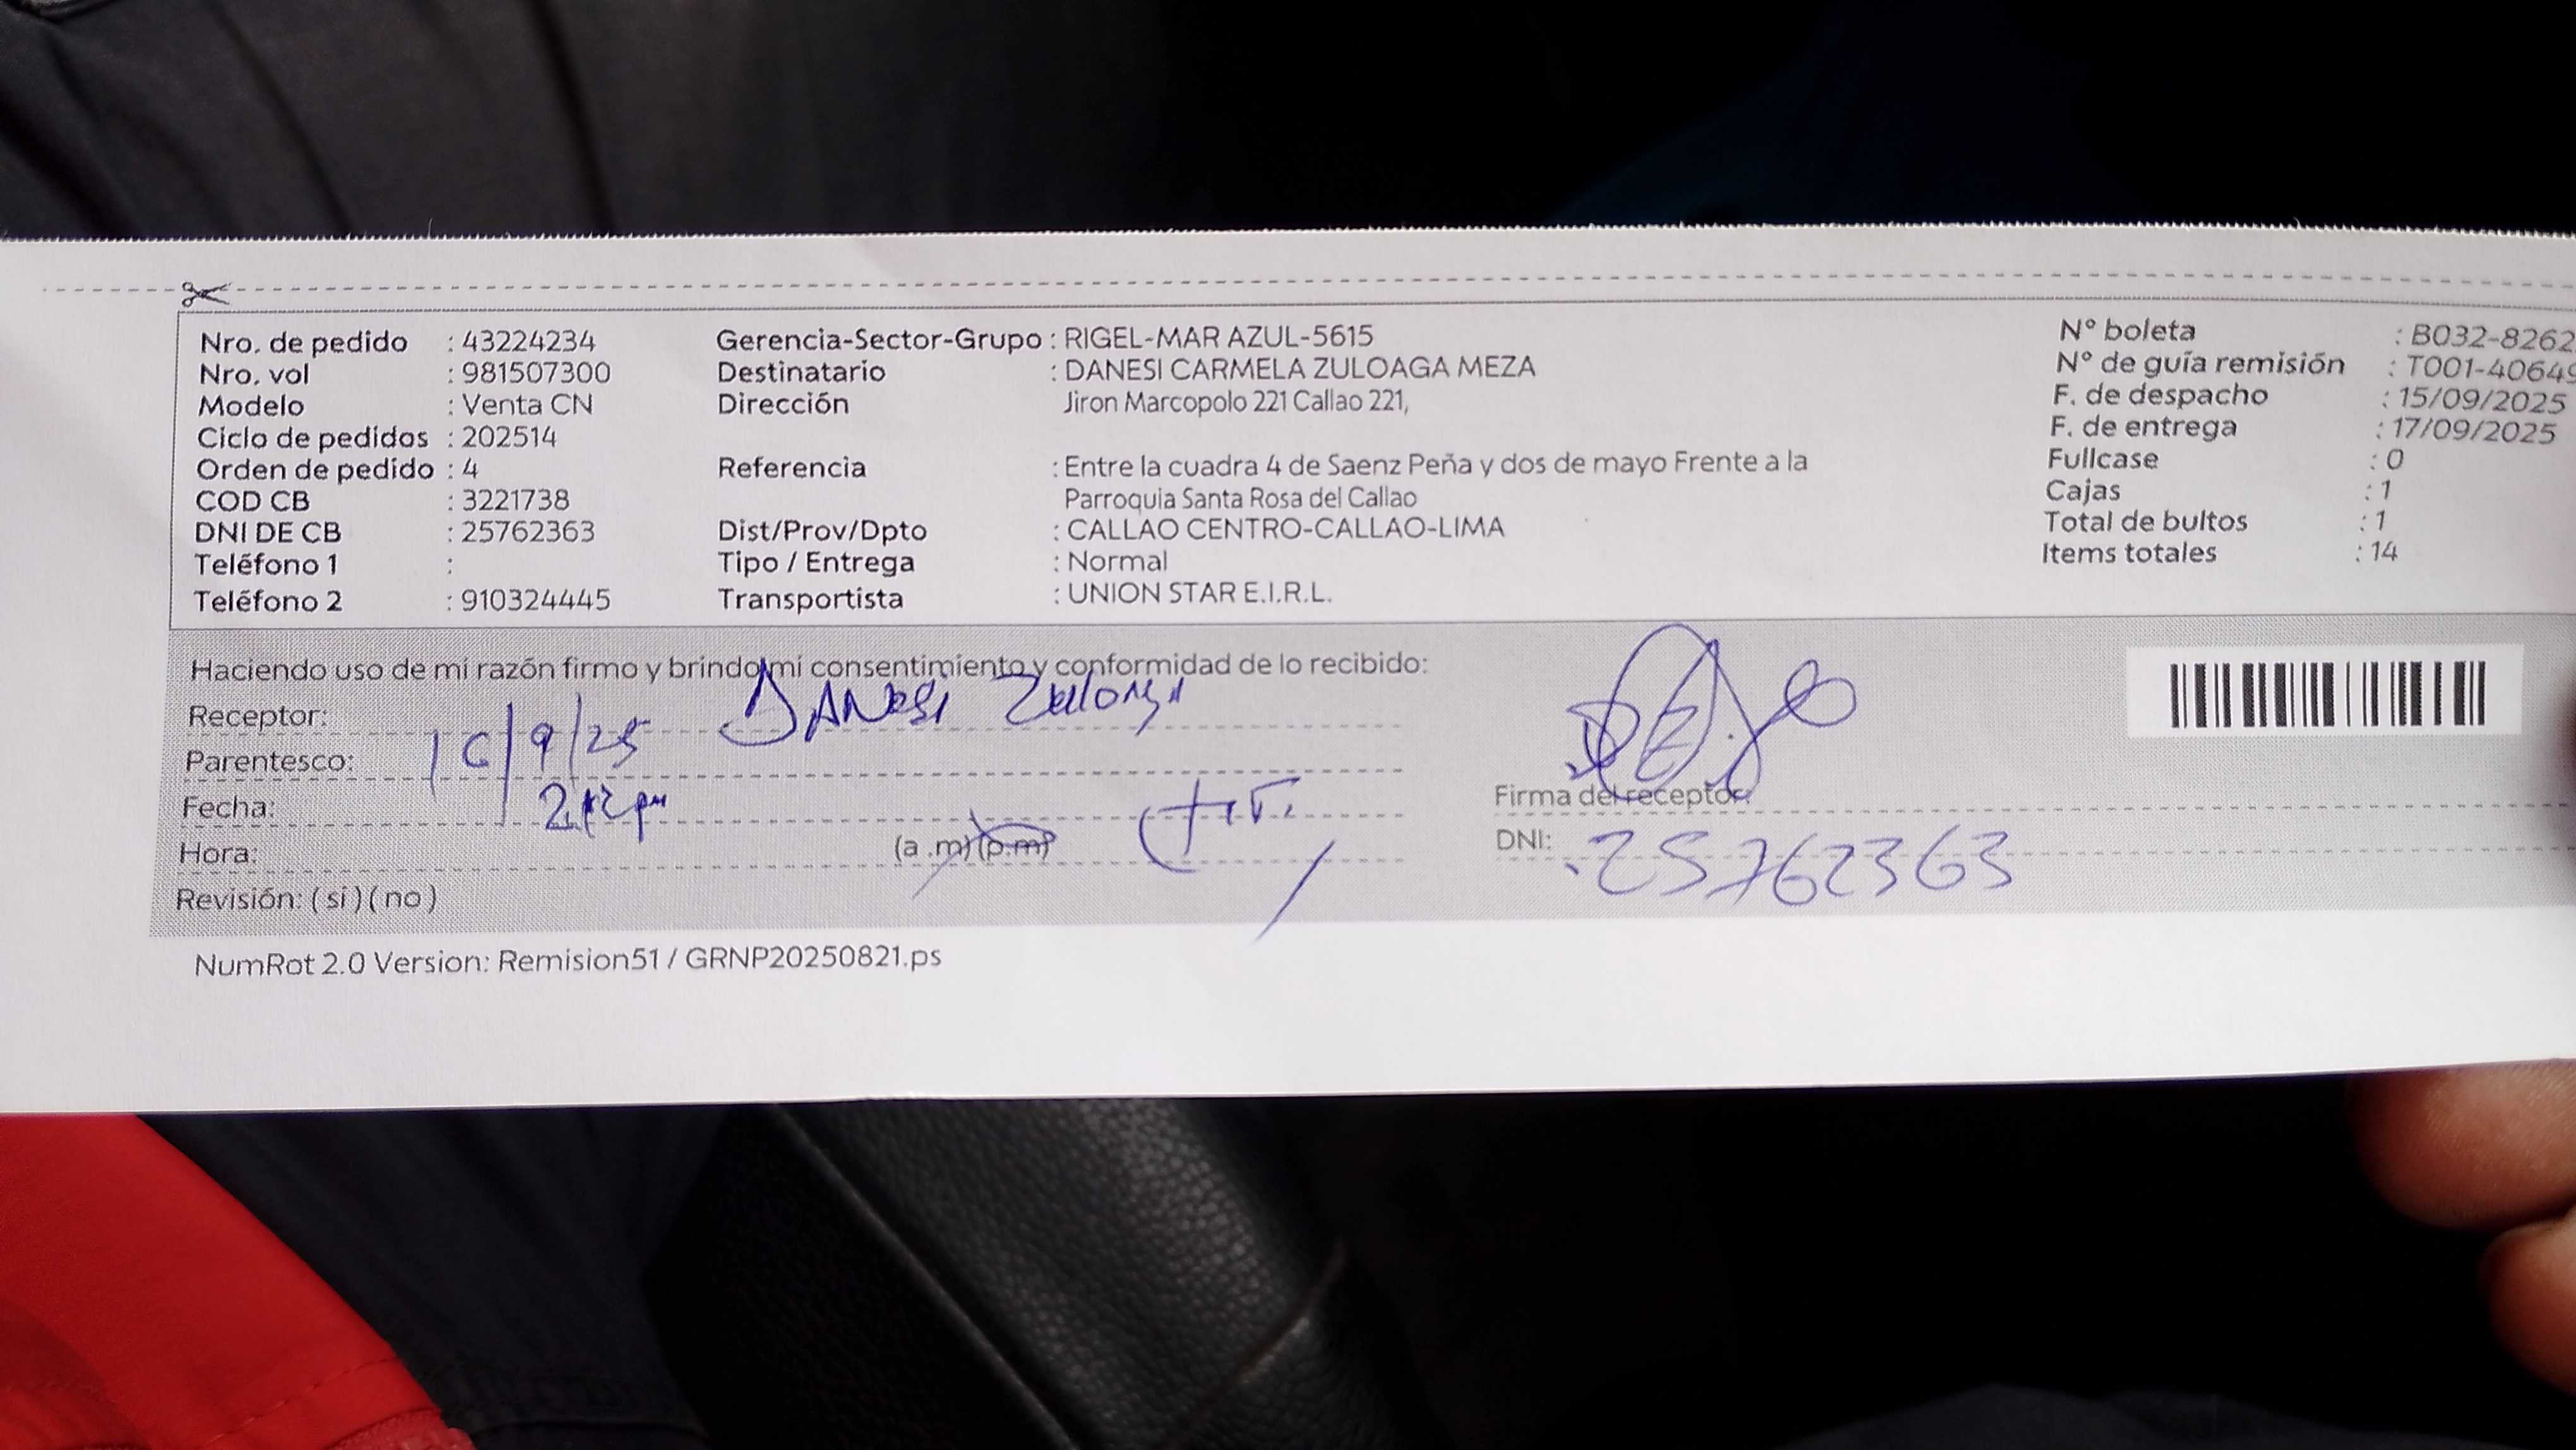 Nro. de pedido : 43224234 Gerencia-Sector-Grupo : RIGEL-MAR AZUL-5615 N° boleta : B032-8262
Nro. vol : 981507300 Destinatario : DANESI CARMELA ZULOAGA MEZA N° de guía remisión : T001-40649
Modelo : Venta CN Dirección Jiron Marcopolo 221 Callao 221, F. de despacho : 15/09/2025
Ciclo de pedidos : 202514 F. de entrega : 17/09/2025
Orden de pedido : 4 Referencia : Entre la cuadra 4 de Saenz Peña y dos de mayo Frente a la Fullcase : 0
COD CB : 3221738 Parroquia Santa Rosa del Callao Cajas : 1
DNI DE CB : 25762363 Dist/Prov/Dpto : CALLAO CENTRO-CALLAO-LIMA Total de bultos : 1
Teléfono 1 : Tipo / Entrega : Normal Items totales : 14
Teléfono 2 : 910324445 Transportista : UNION STAR E.I.R.L.
Haciendo uso de mi razón firmo y brindo mi consentimiento y conformidad de lo recibido:
Receptor: DANESI Zuloaga
Parentesco: 16/9/25
Fecha: Firma del receptor:
Hora: (a .m) (p.m) DNI: 25762363
Revisión: ( si ) ( no )
NumRot 2.0 Version: Remision51 / GRNP20250821.ps